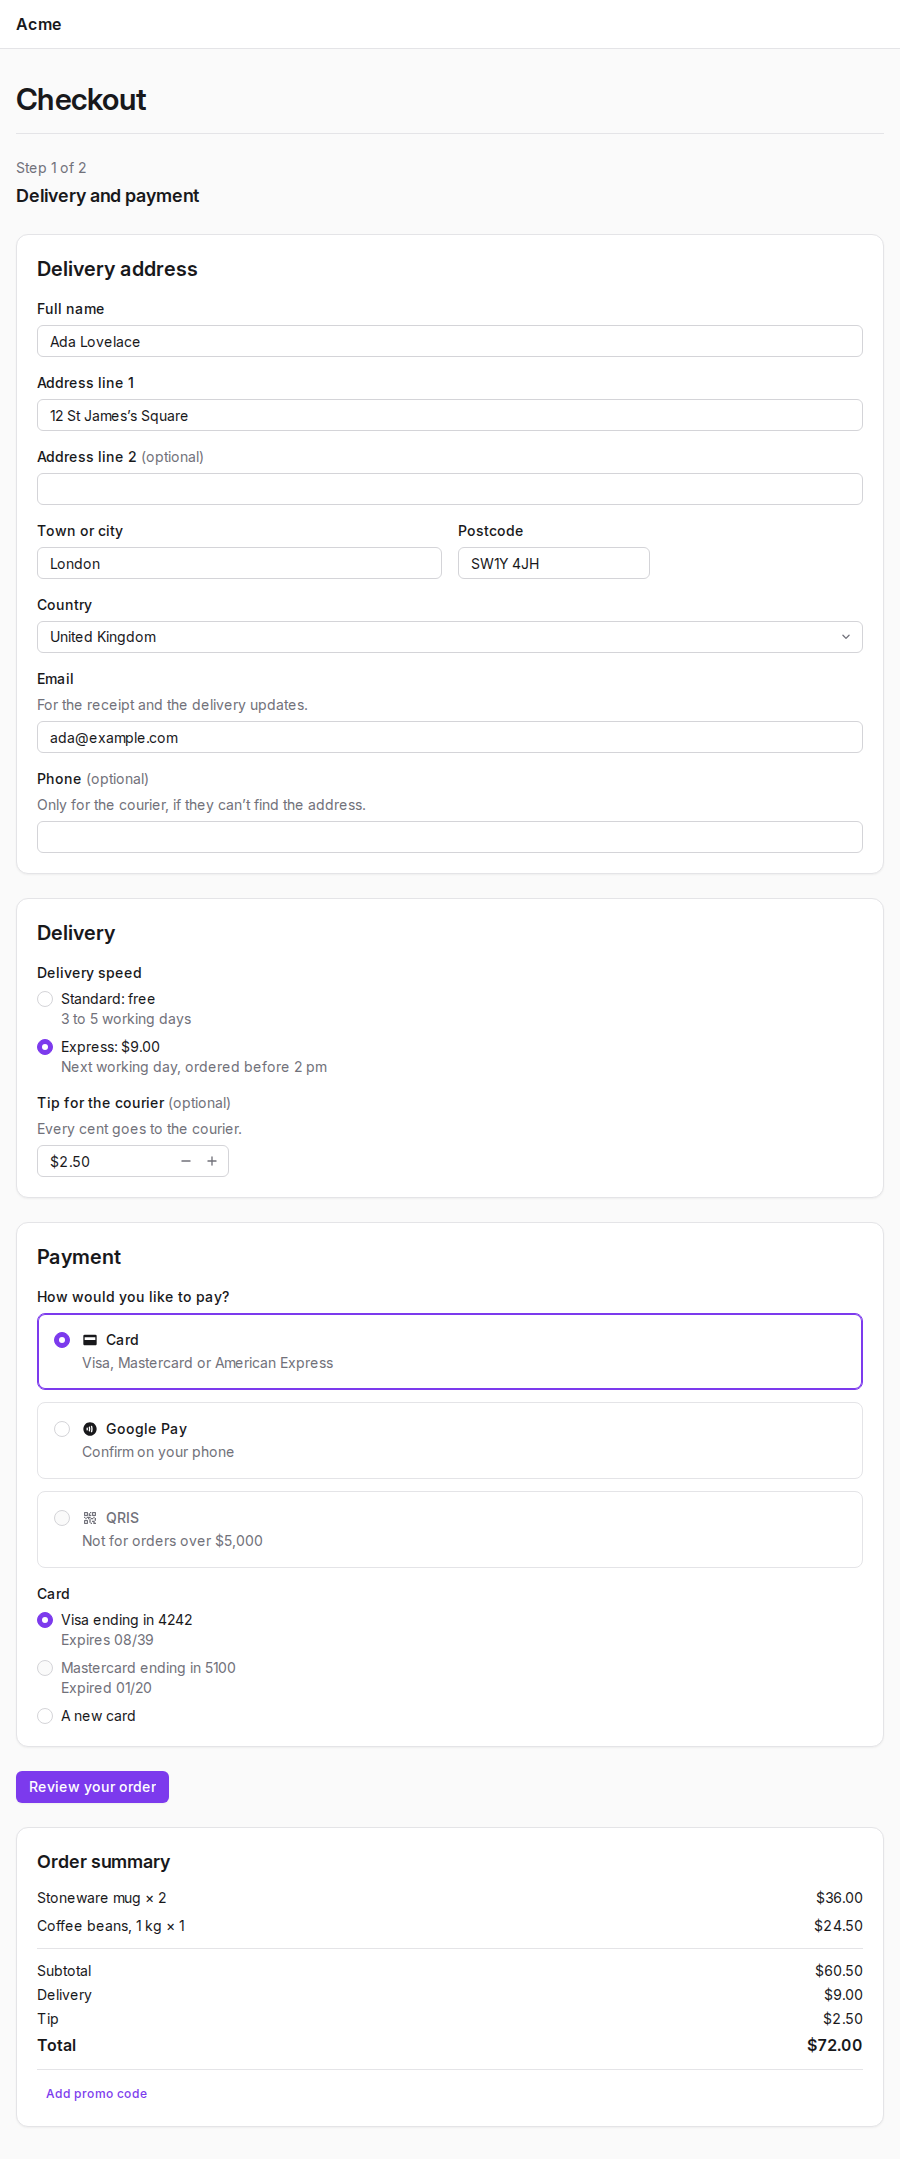 Acme
Checkout
Step 1 of 2
Delivery and payment
Delivery address
Full name
Ada Lovelace
Address line 1
12 St James’s Square
Address line 2 (optional)
Town or city
Postcode
London
SW1Y 4JH
Country
United Kingdom
Email
For the receipt and the delivery updates.
ada@example.com
Phone (optional)
Only for the courier, if they can’t find the address.
Delivery
Delivery speed
Standard: free
3 to 5 working days
Express: $9.00
Next working day, ordered before 2 pm
Tip for the courier (optional)
Every cent goes to the courier.
$2.50
Payment
How would you like to pay?
Card
Visa, Mastercard or American Express
Google Pay
Confirm on your phone
QRIS
Not for orders over $5,000
Card
Visa ending in 4242
Expires 08/39
Mastercard ending in 5100
Expired 01/20
A new card
Review your order
Order summary
Stoneware mug × 2 $36.00
Coffee beans, 1 kg × 1 $24.50
Subtotal $60.50
Delivery $9.00
Tip $2.50
Total $72.00
Add promo code